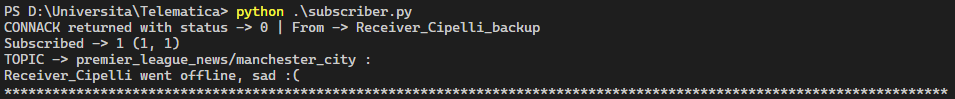 PS D:\Universita\Telematica> python .\subscriber.py
CONNACK returned with status -> 0 | From -> Receiver_Cipelli_backup
Subscribed -> 1 (1, 1)
TOPIC -> premier_league_news/manchester_city :
Receiver_Cipelli went offline, sad :(
**********************************************************************************************************************